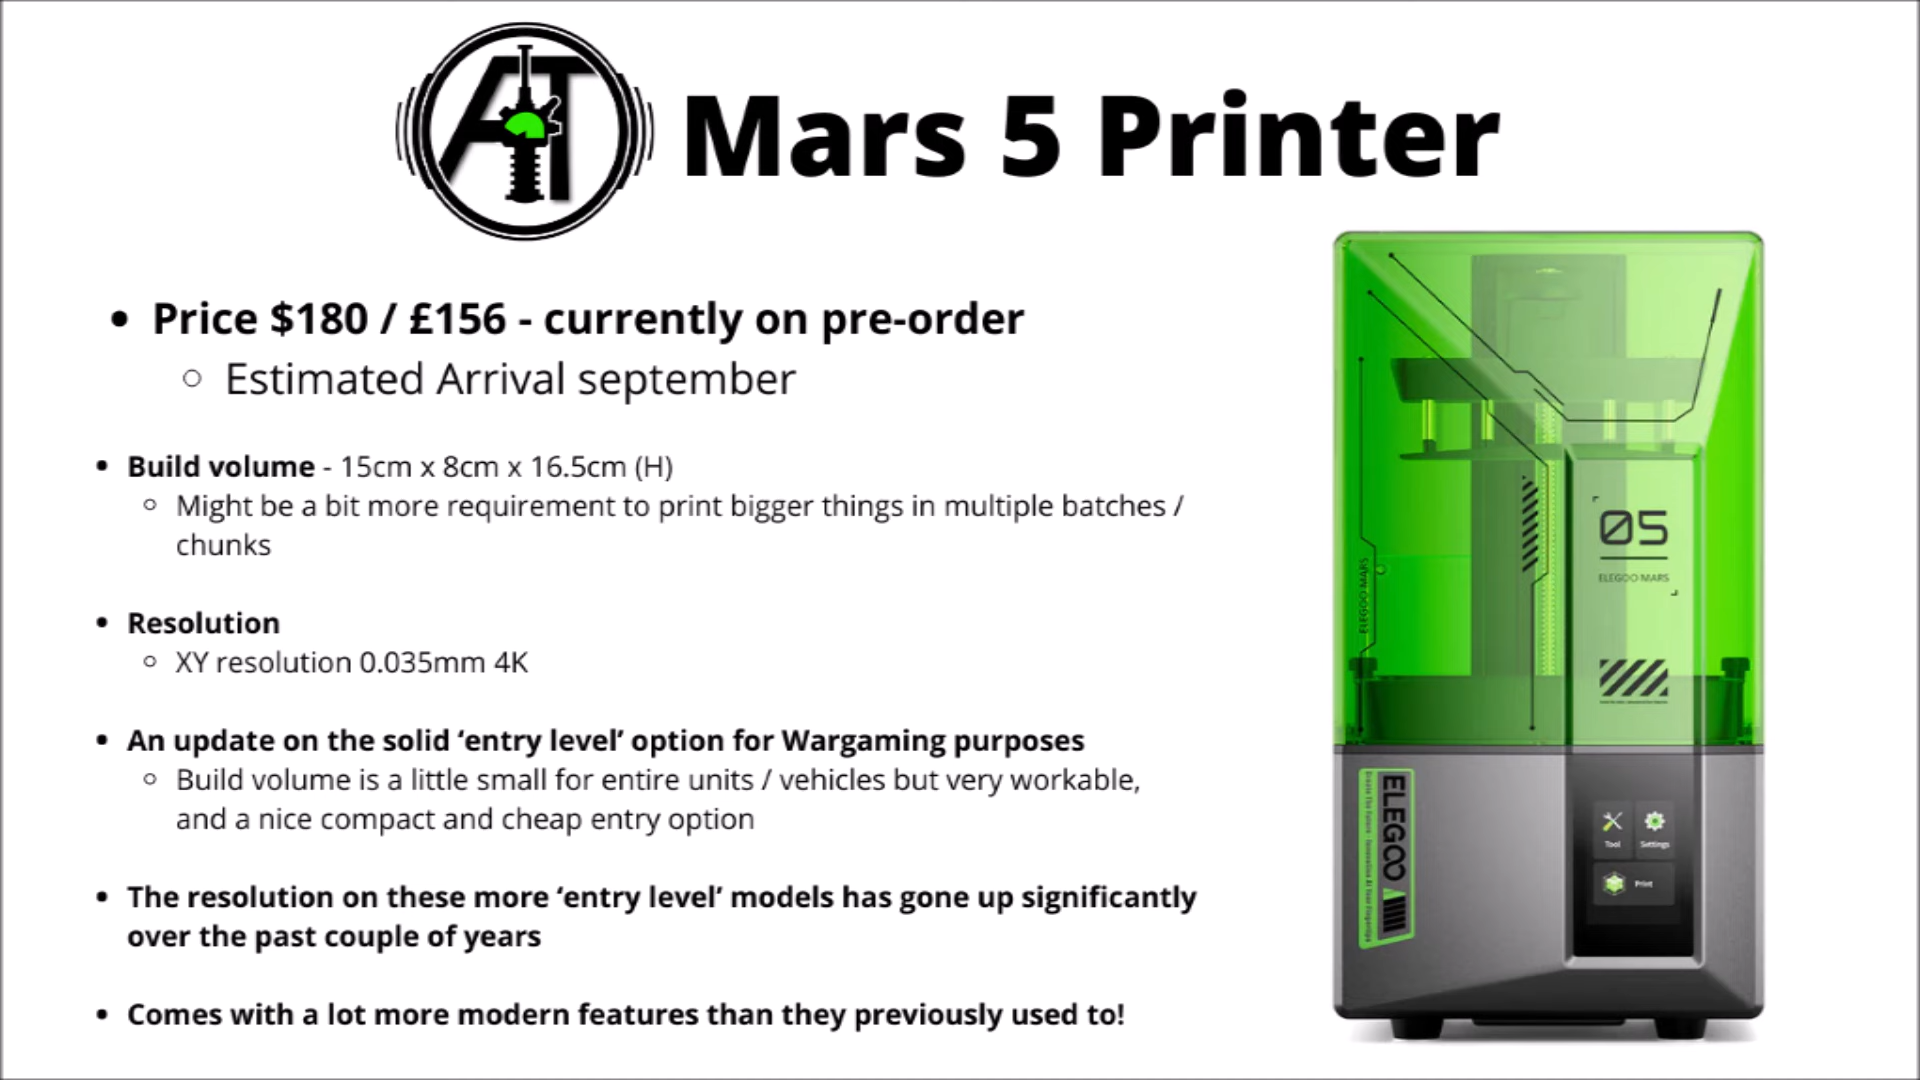 AT
Mars 5 Printer
• Price $180 / £156 - currently on pre-order
○ Estimated Arrival september
• Build volume - 15cm x 8cm x 16.5cm (H)
○ Might be a bit more requirement to print bigger things in multiple batches /
chunks
• Resolution
○ XY resolution 0.035mm 4K
• An update on the solid ‘entry level’ option for Wargaming purposes
○ Build volume is a little small for entire units / vehicles but very workable,
and a nice compact and cheap entry option
• The resolution on these more ‘entry level’ models has gone up significantly
over the past couple of years
• Comes with a lot more modern features than they previously used to!
05
ELEGOO MARS
ELEGOO MARS
ELEGOO
Tool
Settings
Print